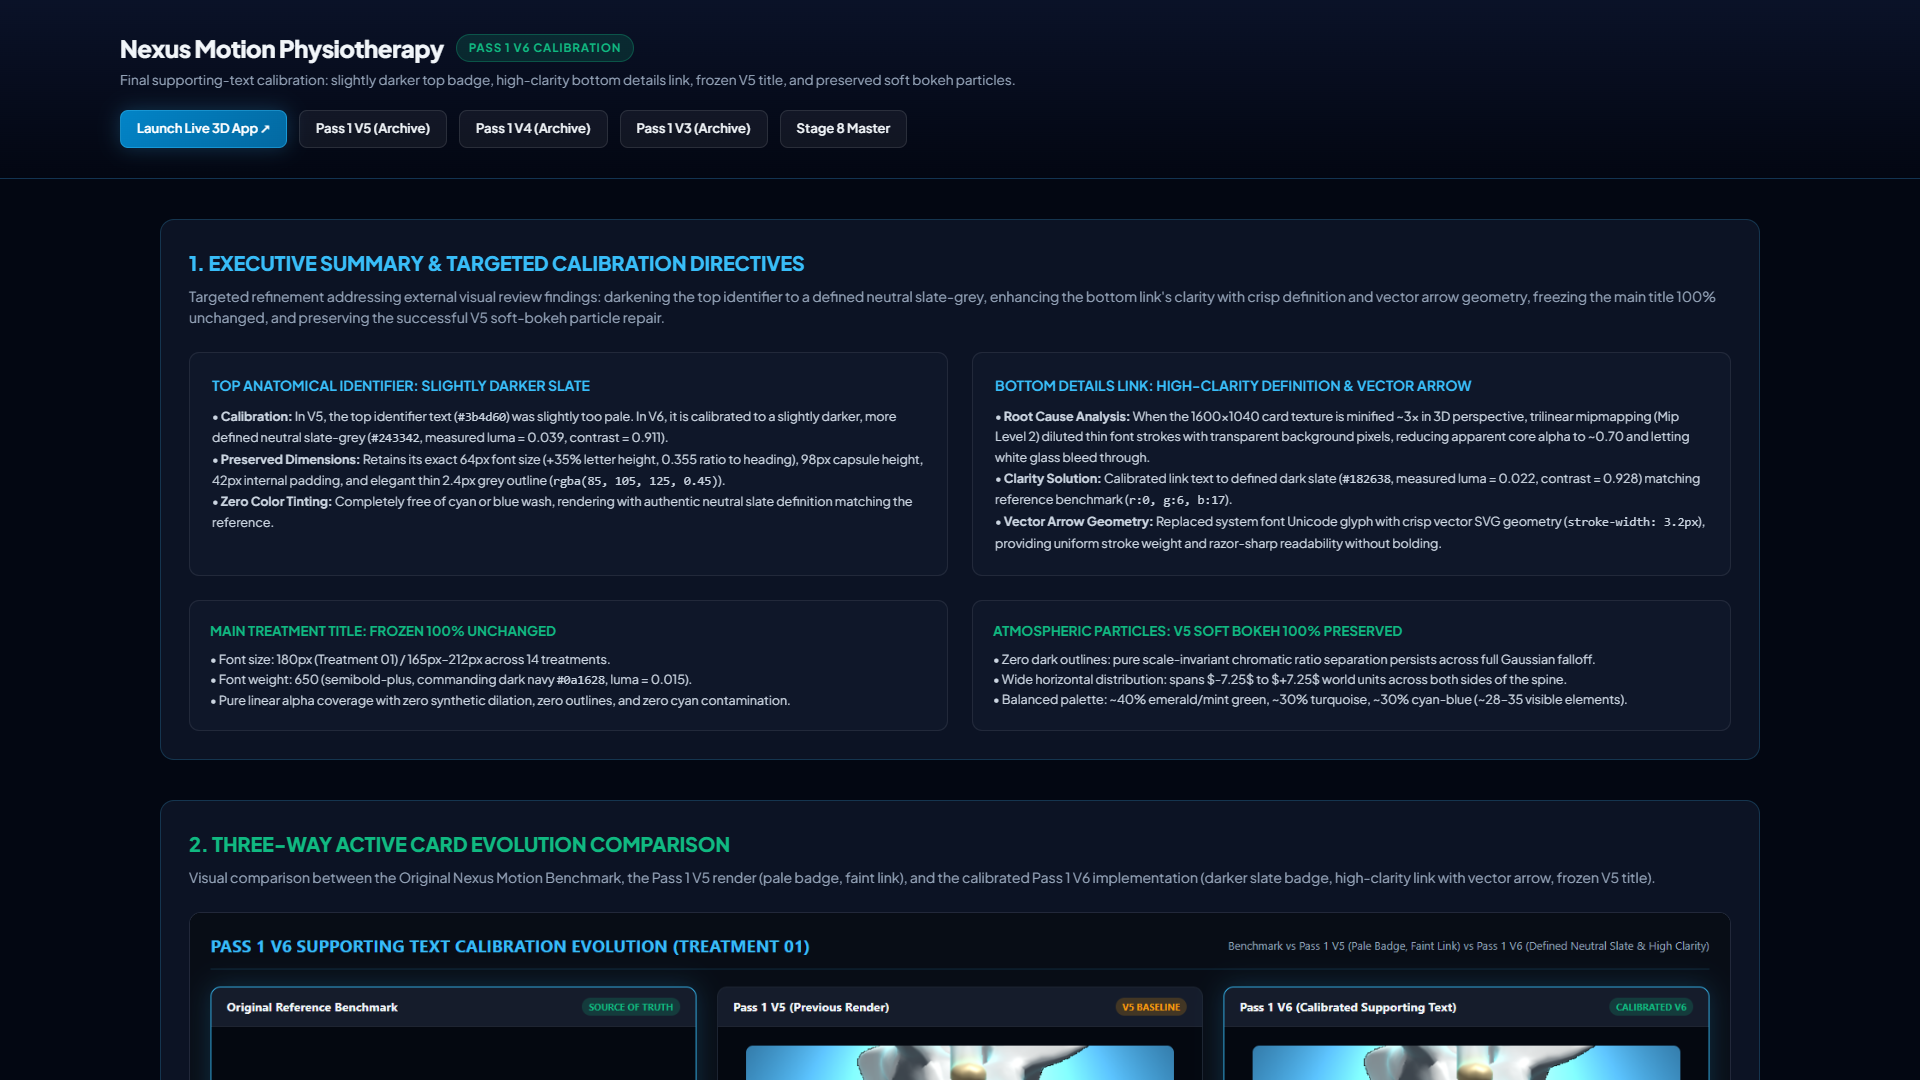 Nexus Motion Physiotherapy
PASS 1 V6 CALIBRATION
Final supporting-text calibration: slightly darker top badge, high-clarity bottom details link, frozen V5 title, and preserved soft bokeh particles.
Launch Live 3D App ↗
Pass 1 V5 (Archive)
Pass 1 V4 (Archive)
Pass 1 V3 (Archive)
Stage 8 Master
1. EXECUTIVE SUMMARY & TARGETED CALIBRATION DIRECTIVES
Targeted refinement addressing external visual review findings: darkening the top identifier to a defined neutral slate-grey, enhancing the bottom link's clarity with crisp definition and vector arrow geometry, freezing the main title 100%
unchanged, and preserving the successful V5 soft-bokeh particle repair.
TOP ANATOMICAL IDENTIFIER: SLIGHTLY DARKER SLATE
• Calibration: In V5, the top identifier text (#3b4d60) was slightly too pale. In V6, it is calibrated to a slightly darker, more
defined neutral slate-grey (#243342, measured luma = 0.039, contrast = 0.911).
• Preserved Dimensions: Retains its exact 64px font size (+35% letter height, 0.355 ratio to heading), 98px capsule height,
42px internal padding, and elegant thin 2.4px grey outline (rgba(85, 105, 125, 0.45)).
• Zero Color Tinting: Completely free of cyan or blue wash, rendering with authentic neutral slate definition matching the
reference.
BOTTOM DETAILS LINK: HIGH-CLARITY DEFINITION & VECTOR ARROW
• Root Cause Analysis: When the 1600×1040 card texture is minified ~3× in 3D perspective, trilinear mipmapping (Mip
Level 2) diluted thin font strokes with transparent background pixels, reducing apparent core alpha to ~0.70 and letting
white glass bleed through.
• Clarity Solution: Calibrated link text to defined dark slate (#182638, measured luma = 0.022, contrast = 0.928) matching
reference benchmark (r:0, g:6, b:17).
• Vector Arrow Geometry: Replaced system font Unicode glyph with crisp vector SVG geometry (stroke-width: 3.2px),
providing uniform stroke weight and razor-sharp readability without bolding.
MAIN TREATMENT TITLE: FROZEN 100% UNCHANGED
• Font size: 180px (Treatment 01) / 165px–212px across 14 treatments.
• Font weight: 650 (semibold-plus, commanding dark navy #0a1628, luma = 0.015).
• Pure linear alpha coverage with zero synthetic dilation, zero outlines, and zero cyan contamination.
ATMOSPHERIC PARTICLES: V5 SOFT BOKEH 100% PRESERVED
• Zero dark outlines: pure scale-invariant chromatic ratio separation persists across full Gaussian falloff.
• Wide horizontal distribution: spans $-7.25$ to $+7.25$ world units across both sides of the spine.
• Balanced palette: ~40% emerald/mint green, ~30% turquoise, ~30% cyan-blue (~28–35 visible elements).
2. THREE-WAY ACTIVE CARD EVOLUTION COMPARISON
Visual comparison between the Original Nexus Motion Benchmark, the Pass 1 V5 render (pale badge, faint link), and the calibrated Pass 1 V6 implementation (darker slate badge, high-clarity link with vector arrow, frozen V5 title).
PASS 1 V6 SUPPORTING TEXT CALIBRATION EVOLUTION (TREATMENT 01)
Benchmark vs Pass 1 V5 (Pale Badge, Faint Link) vs Pass 1 V6 (Defined Neutral Slate & High Clarity)
Original Reference Benchmark
SOURCE OF TRUTH
Pass 1 V5 (Previous Render)
V5 BASELINE
Pass 1 V6 (Calibrated Supporting Text)
CALIBRATED V6